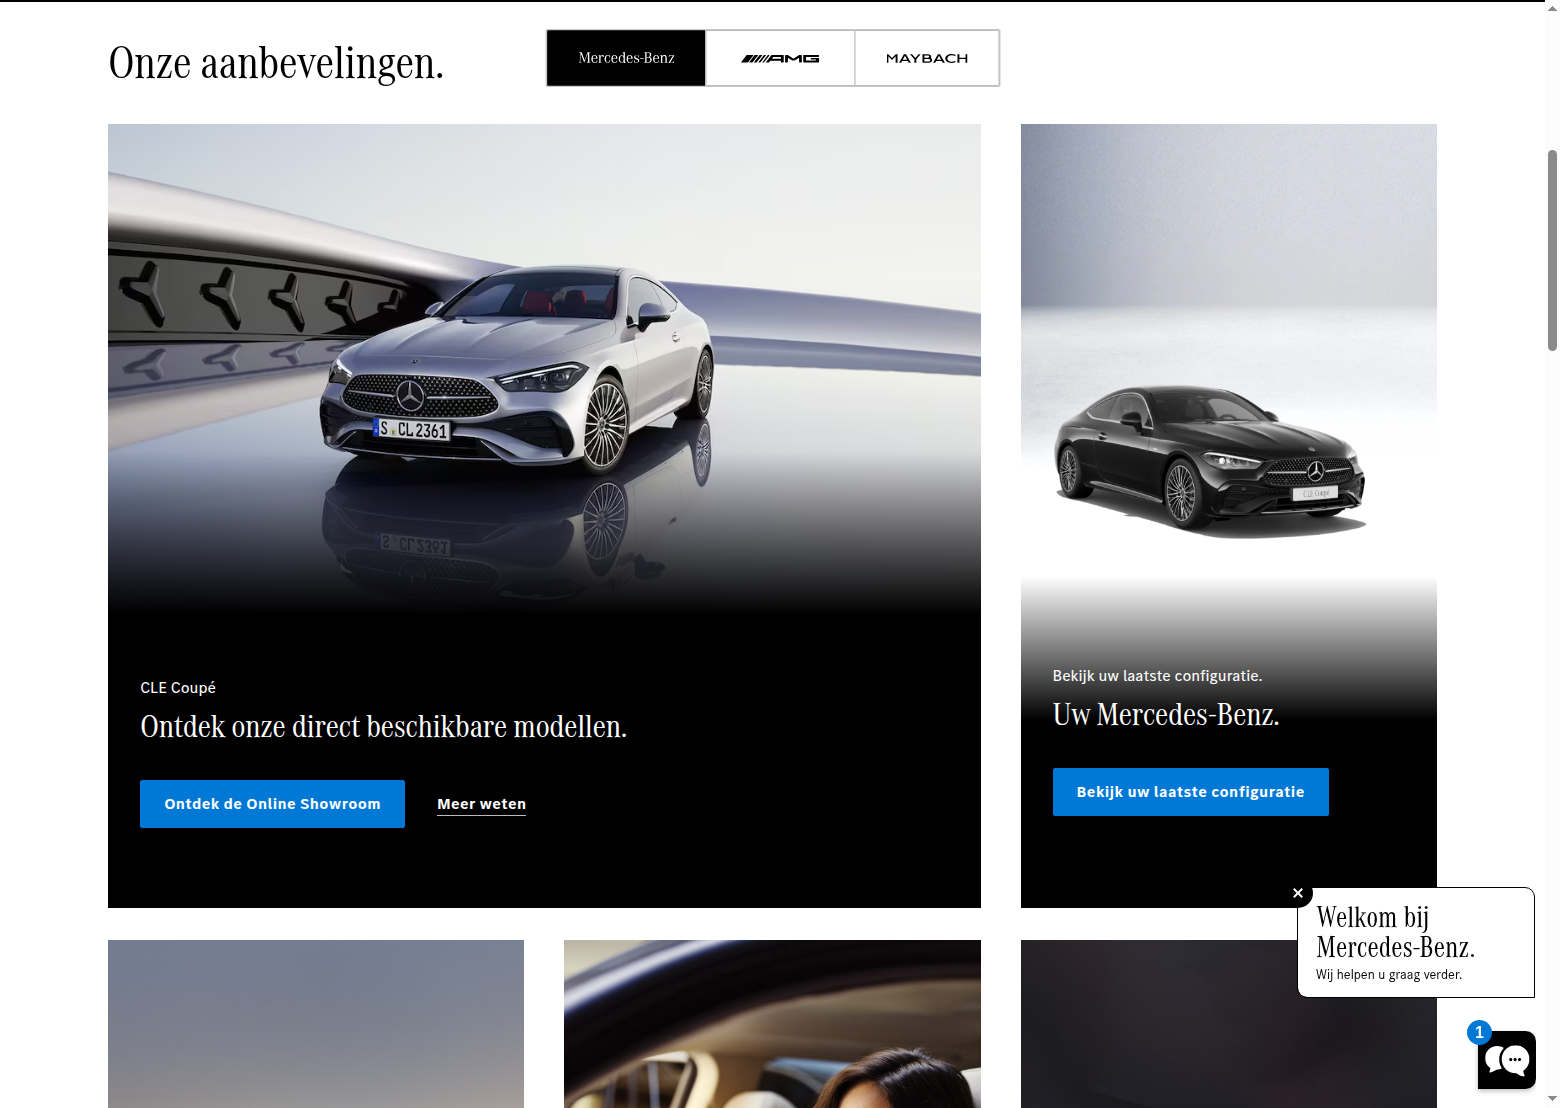 Onze aanbevelingen.
Mercedes-Benz
AMG
MAYBACH
S CL 2361
CLE Coupé
CLE Coupé
Ontdek onze direct beschikbare modellen.
Ontdek de Online Showroom
Meer weten
Bekijk uw laatste configuratie.
Uw Mercedes-Benz.
Bekijk uw laatste configuratie
Welkom bij
Mercedes-Benz.
Wij helpen u graag verder.
1